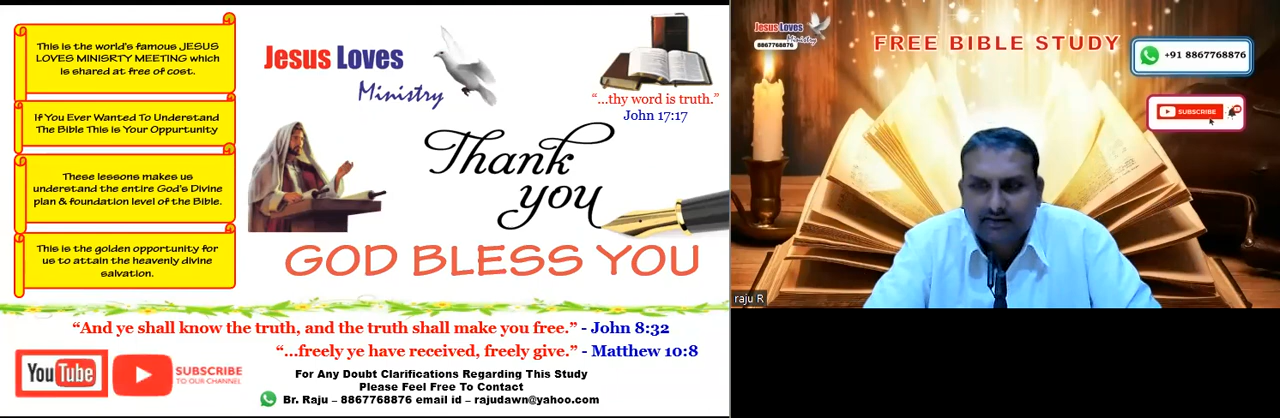 This is the world's famous JESUS
LOVES MINISRTY MEETING which
is shared at free of cost.
If You Ever Wanted To Understand
The Bible This is Your Oppurtunity
These lessons makes us
understand the entire God's Divine
plan & foundation level of the Bible.
This is the golden opportunity for
us to attain the heavenly divine
salvation.
Jesus Loves
Ministry
"...thy word is truth."
John 17:17
Thank
you
GOD BLESS YOU
"And ye shall know the truth, and the truth shall make you free." - John 8:32
"...freely ye have received, freely give." - Matthew 10:8
YouTube
SUBSCRIBE
TO OUR CHANNEL
For Any Doubt Clarifications Regarding This Study
Please Feel Free To Contact
Br. Raju – 8867768876 email id – rajudawn@yahoo.com
Jesus Loves
Ministry
8867768876
FREE BIBLE STUDY
+91 8867768876
SUBSCRIBE
raju R